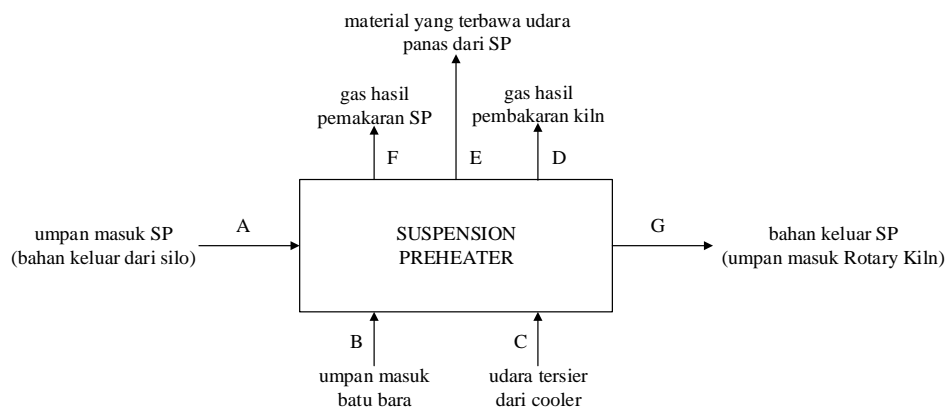 material yang terbawa udara
panas dari SP
gas hasil
pemakaran SP
gas hasil
pembakaran kiln
F
E
D
A
umpan masuk SP
(bahan keluar dari silo)
SUSPENSION
PREHEATER
G
bahan keluar SP
(umpan masuk Rotary Kiln)
B
C
umpan masuk
batu bara
udara tersier
dari cooler